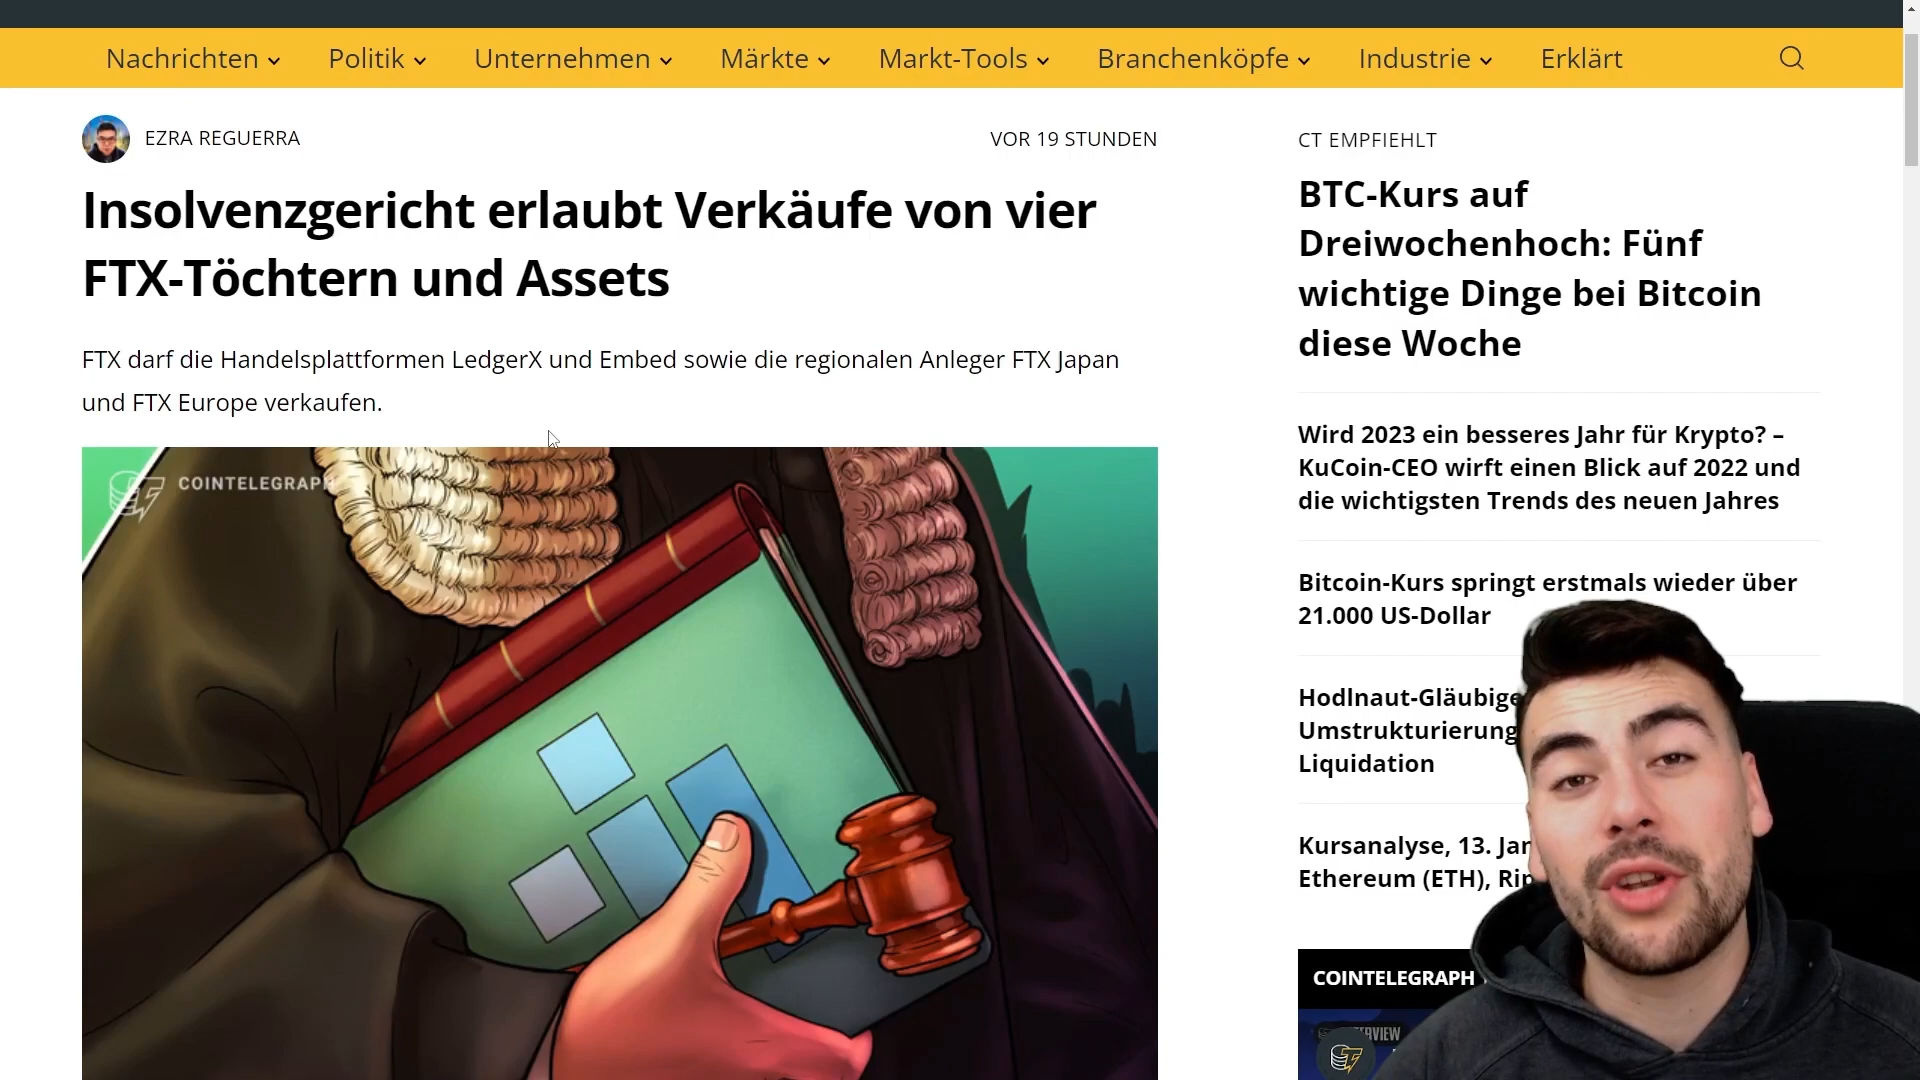 Nachrichten
Politik
Unternehmen
Märkte
Markt-Tools
Branchenköpfe
Industrie
Erklärt
EZRA REGUERRA
VOR 19 STUNDEN
Insolvenzgericht erlaubt Verkäufe von vier
FTX-Töchtern und Assets
FTX darf die Handelsplattformen LedgerX und Embed sowie die regionalen Anleger FTX Japan
und FTX Europe verkaufen.
COINTELEGRAPH
CT EMPFIEHLT
BTC-Kurs auf
Dreiwochenhoch: Fünf
wichtige Dinge bei Bitcoin
diese Woche
Wird 2023 ein besseres Jahr für Krypto? –
KuCoin-CEO wirft einen Blick auf 2022 und
die wichtigsten Trends des neuen Jahres
Bitcoin-Kurs springt erstmals wieder über
21.000 US-Dollar
Hodlnaut-Gläubige
Umstrukturierung
Liquidation
Kursanalyse, 13. Jan
Ethereum (ETH), Rip
COINTELEGRAPH